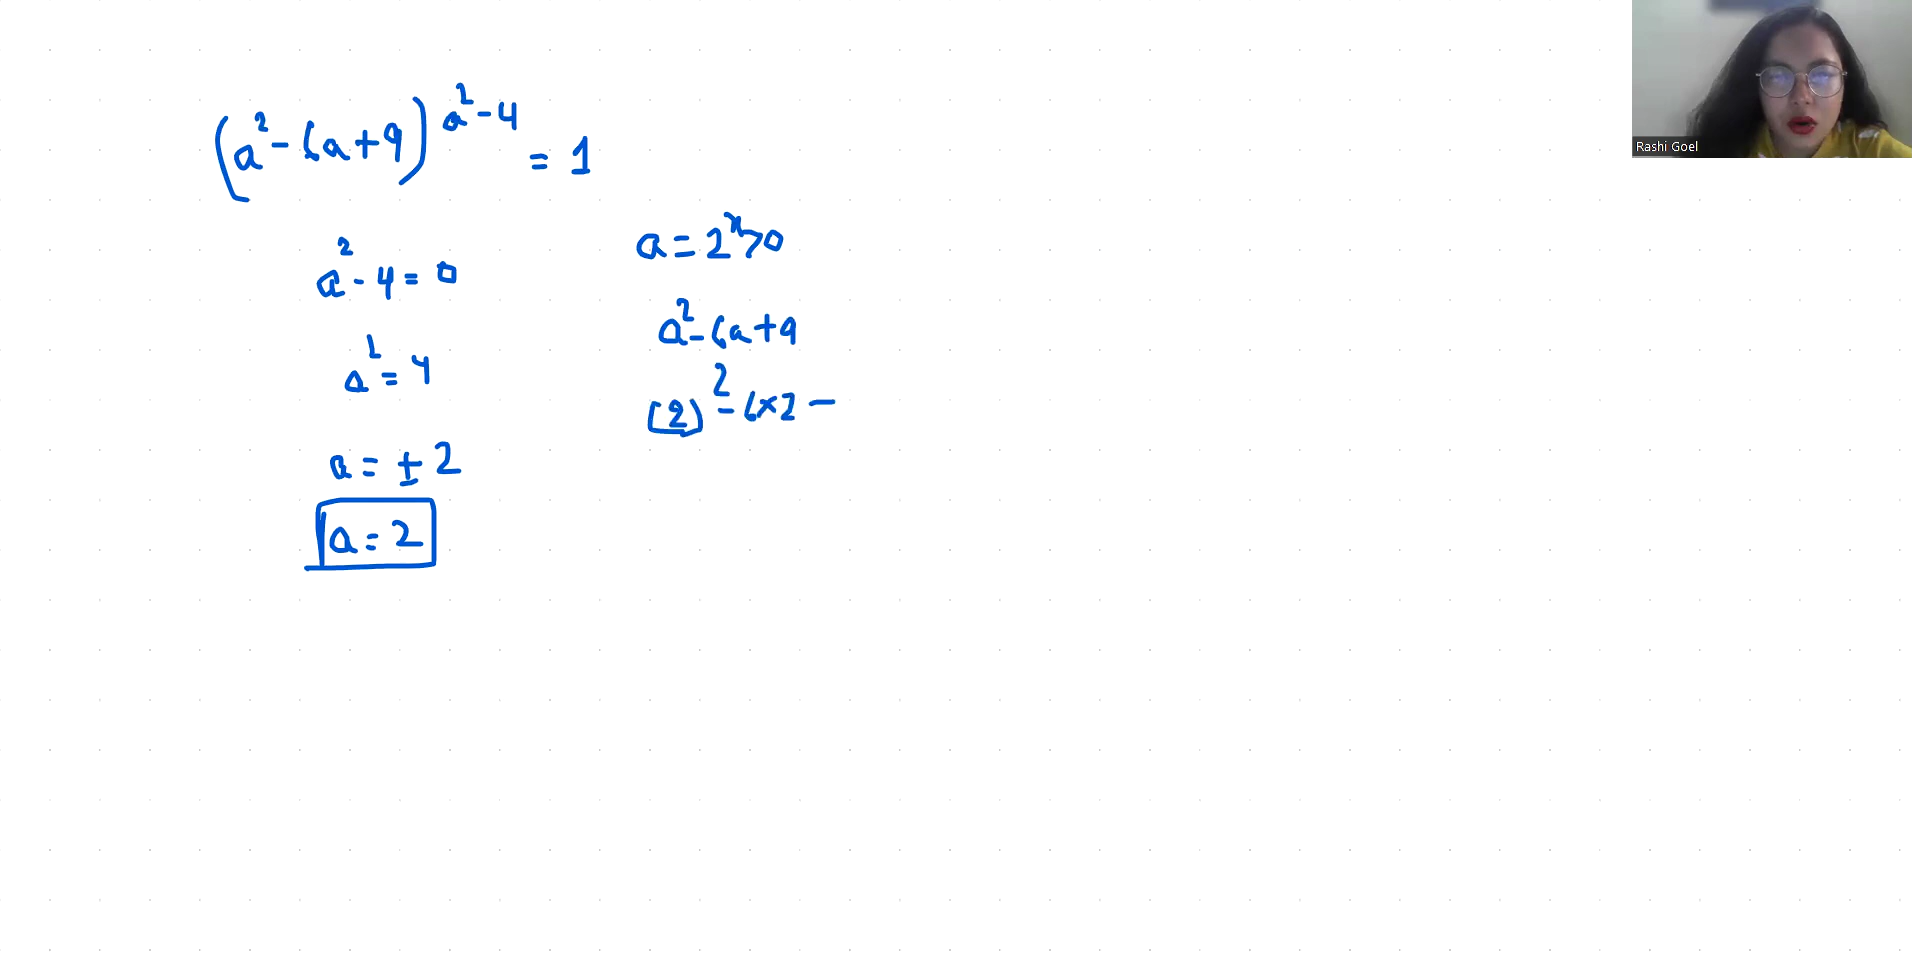 (a²-6a+9)^(a²-4) = 1
a²-4=0
a²=4
a=±2
a=2
a=2ˣ>0
a²-6a+9
(2)²-6×2-
Rashi Goel